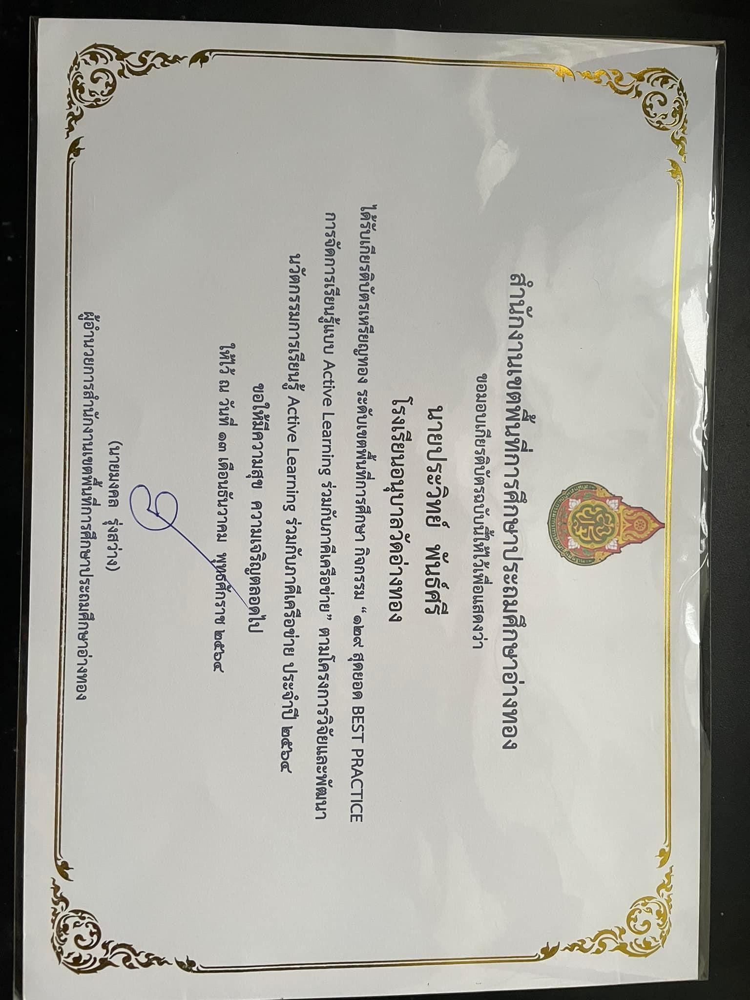 สำนักงานเขตพื้นที่การศึกษาประถมศึกษาอ่างทอง
ขอมอบเกียรติบัตรฉบับนี้ให้ไว้เพื่อแสดงว่า
นายประวิทย์ พันธ์ศรี
โรงเรียนอนุบาลวัดอ่างทอง
ได้รับเกียรติบัตรเหรียญทอง ระดับเขตพื้นที่การศึกษา กิจกรรม “๑๒๙ สุดยอด BEST PRACTICE
การจัดการเรียนรู้แบบ Active Learning ร่วมกับภาคีเครือข่าย” ตามโครงการวิจัยและพัฒนา
นวัตกรรมการเรียนรู้ Active Learning ร่วมกับภาคีเครือข่าย ประจำปี ๒๕๖๔
ขอให้มีความสุข ความเจริญตลอดไป
ให้ไว้ ณ วันที่ ๑๓ เดือนธันวาคม พุทธศักราช ๒๕๖๔
(นายมงคล รุ่งสว่าง)
ผู้อำนวยการสำนักงานเขตพื้นที่การศึกษาประถมศึกษาอ่างทอง